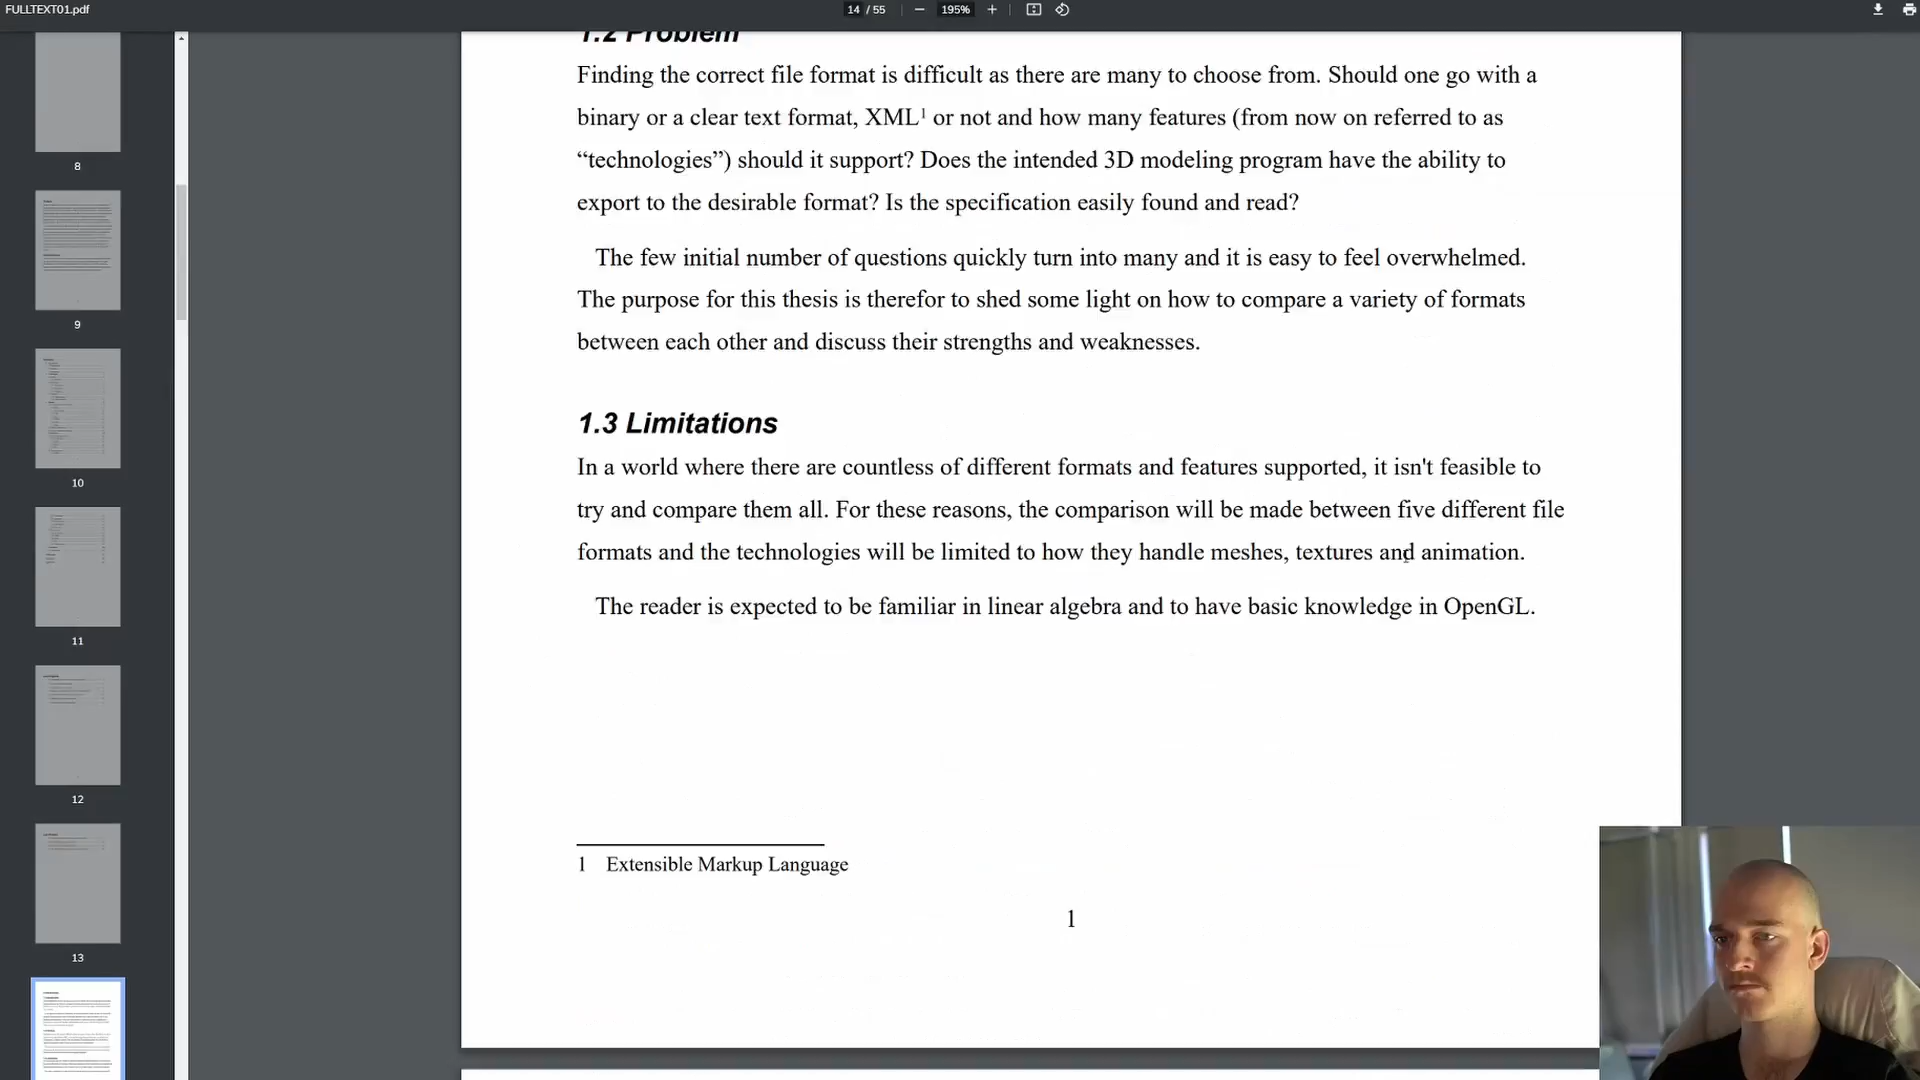 FULLTEXT01.pdf
14 / 55
195%
1.2 Problem
Finding the correct file format is difficult as there are many to choose from. Should one go with a
binary or a clear text format, XML1 or not and how many features (from now on referred to as
“technologies”) should it support? Does the intended 3D modeling program have the ability to
export to the desirable format? Is the specification easily found and read?
The few initial number of questions quickly turn into many and it is easy to feel overwhelmed.
The purpose for this thesis is therefor to shed some light on how to compare a variety of formats
between each other and discuss their strengths and weaknesses.
1.3 Limitations
In a world where there are countless of different formats and features supported, it isn't feasible to
try and compare them all. For these reasons, the comparison will be made between five different file
formats and the technologies will be limited to how they handle meshes, textures and animation.
The reader is expected to be familiar in linear algebra and to have basic knowledge in OpenGL.
1 Extensible Markup Language
1
8
9
10
11
12
13